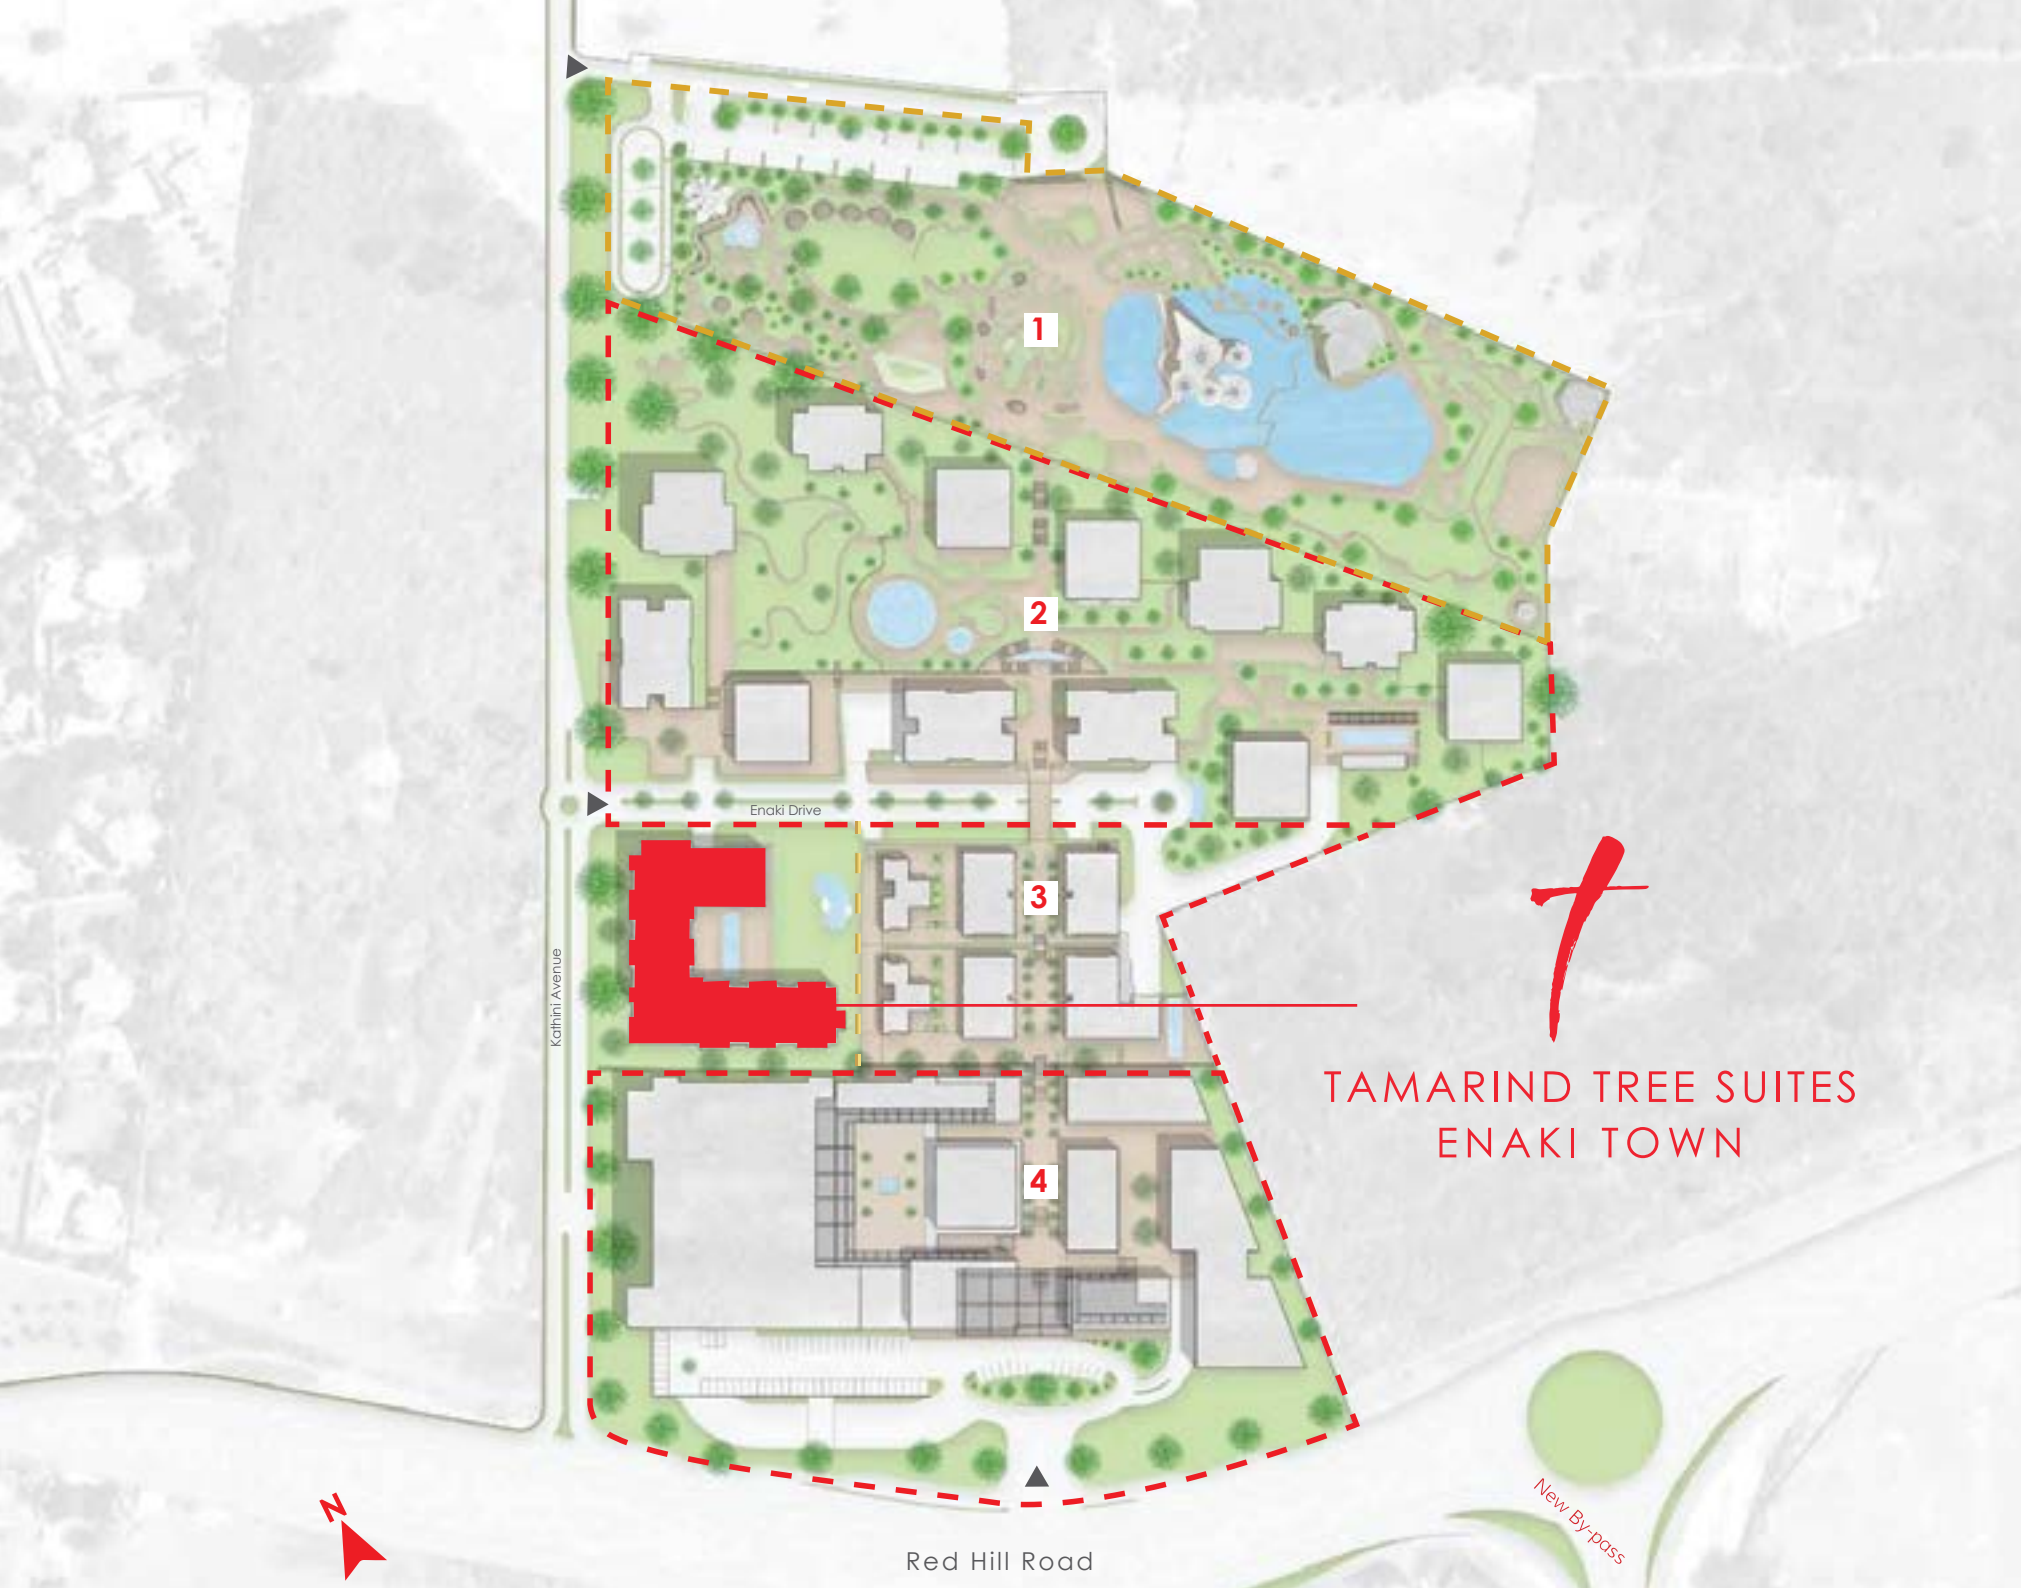 1
2
Enaki Drive
3
Kathini Avenue
TAMARIND TREE SUITES
ENAKI TOWN
4
N
New By-pass
Red Hill Road